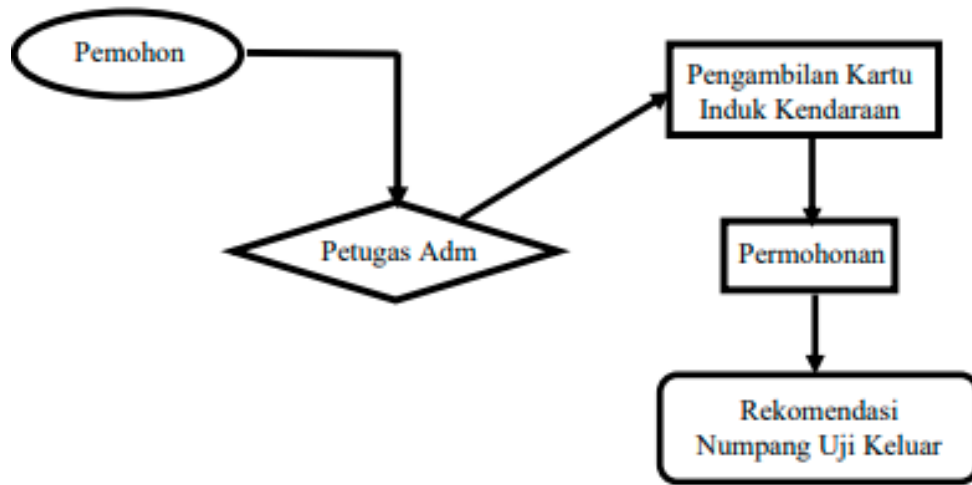 Pemohon
Petugas Adm
Pengambilan Kartu
Induk Kendaraan
Permohonan
Rekomendasi
Numpang Uji Keluar